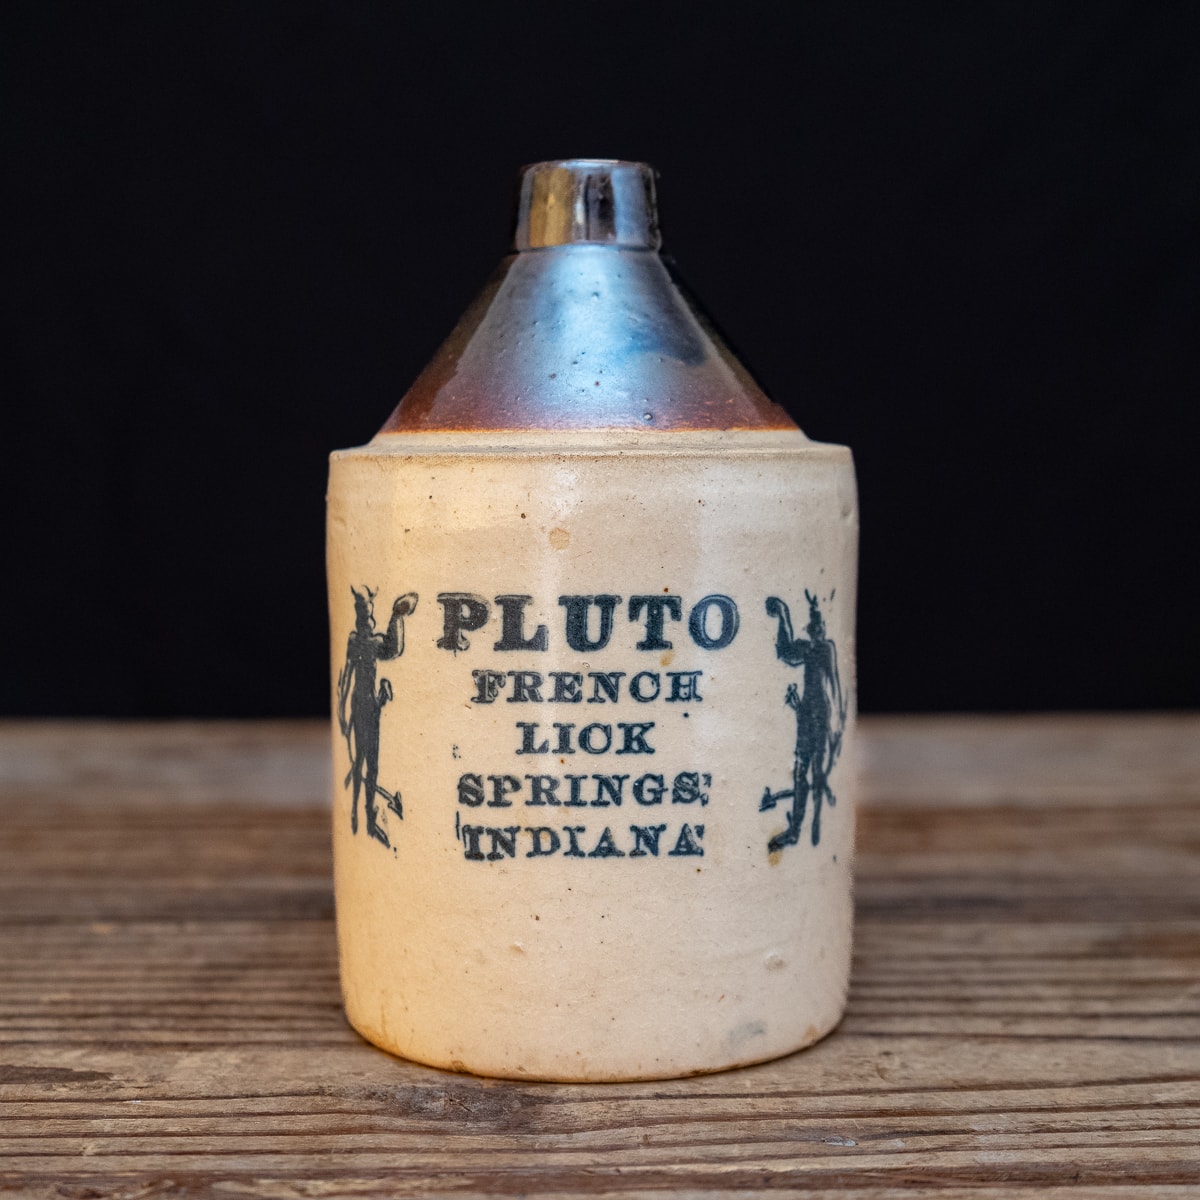 PLUTO
FRENCH
LICK
SPRINGS
INDIANA